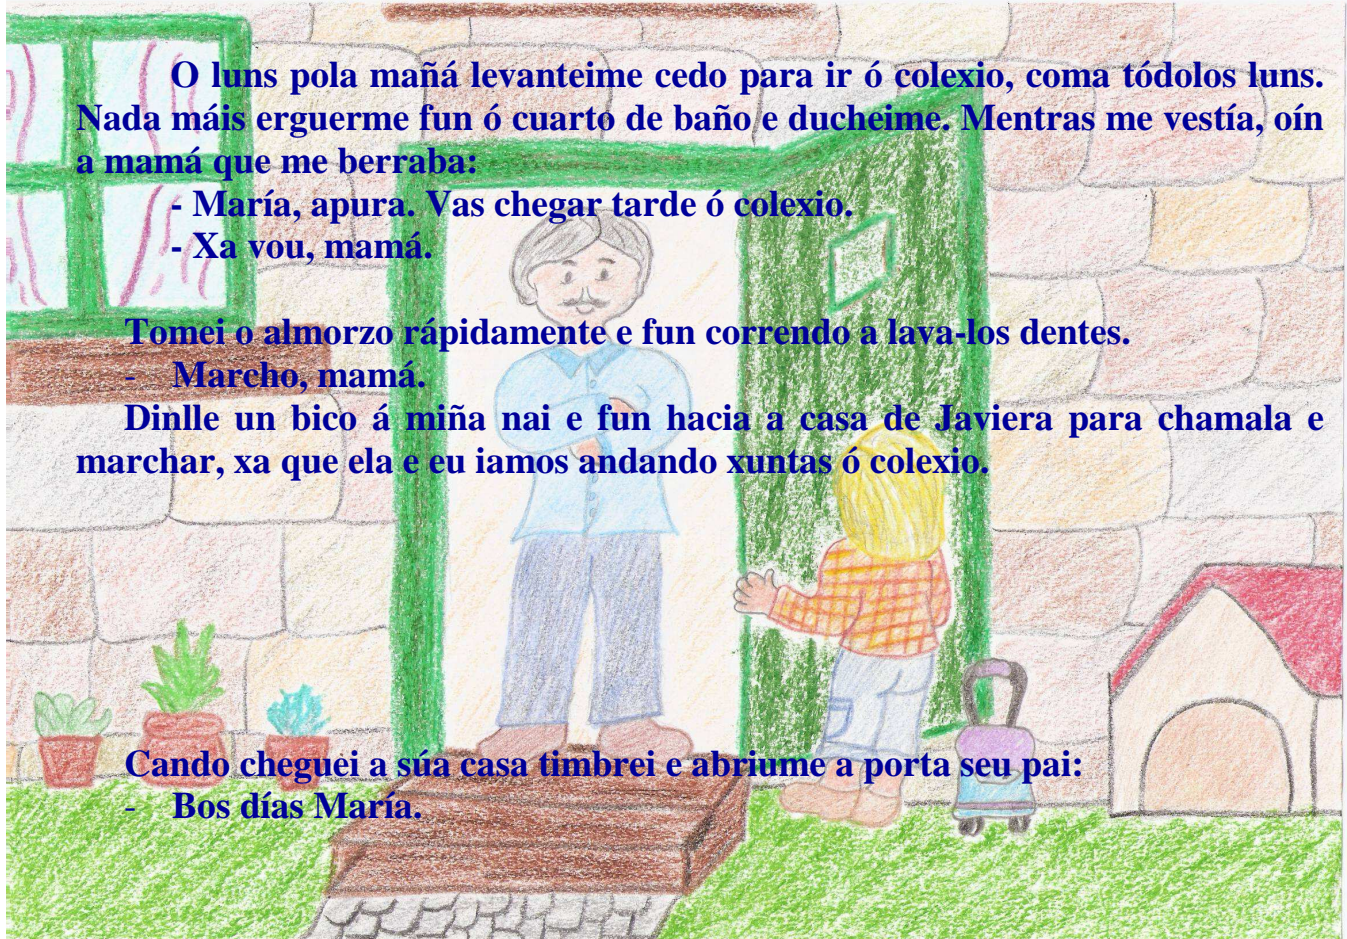 O luns pola mañá levanteime cedo para ir ó colexio, coma tódolos luns.
Nada máis erguerme fun ó cuarto de baño e ducheime. Mentras me vestía, oín
a mamá que me berraba:
- María, apura. Vas chegar tarde ó colexio.
- Xa vou, mamá.
Tomei o almorzo rápidamente e fun correndo a lava-los dentes.
- Marcho, mamá.
Dinlle un bico á miña nai e fun hacia a casa de Javiera para chamala e
marchar, xa que ela e eu iamos andando xuntas ó colexio.
Cando cheguei a súa casa timbrei e abriume a porta seu pai:
- Bos días María.